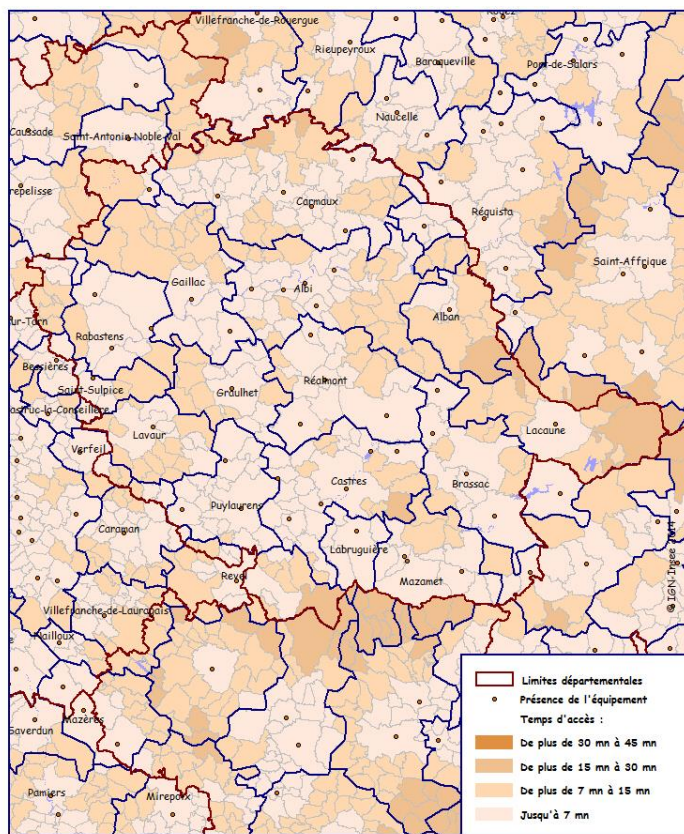 Villefranche-de-Rouergue
Rodez
Rieupeyroux
Baraqueville
Pont-de-Salars
Naucelle
Caussade
Saint-Antonin-Noble-Val
Carmaux
Réquista
Saint-Affrique
Gaillac
Albi
Alban
Rabastens
Bessières
Saint-Sulpice
Graulhet
Réalmont
Lavaur
Lacaune
Verfeil
Castres
Brassac
Puylaurens
Caraman
Labruguière
Revel
Mazamet
Villefranche-de-Lauragais
Nailloux
Mazères
Saverdun
Pamiers
Mirepoix
© IGN-Insee 2014
Limites départementales
Présence de l'équipement
Temps d'accès :
De plus de 30 mn à 45 mn
De plus de 15 mn à 30 mn
De plus de 7 mn à 15 mn
Jusqu'à 7 mn